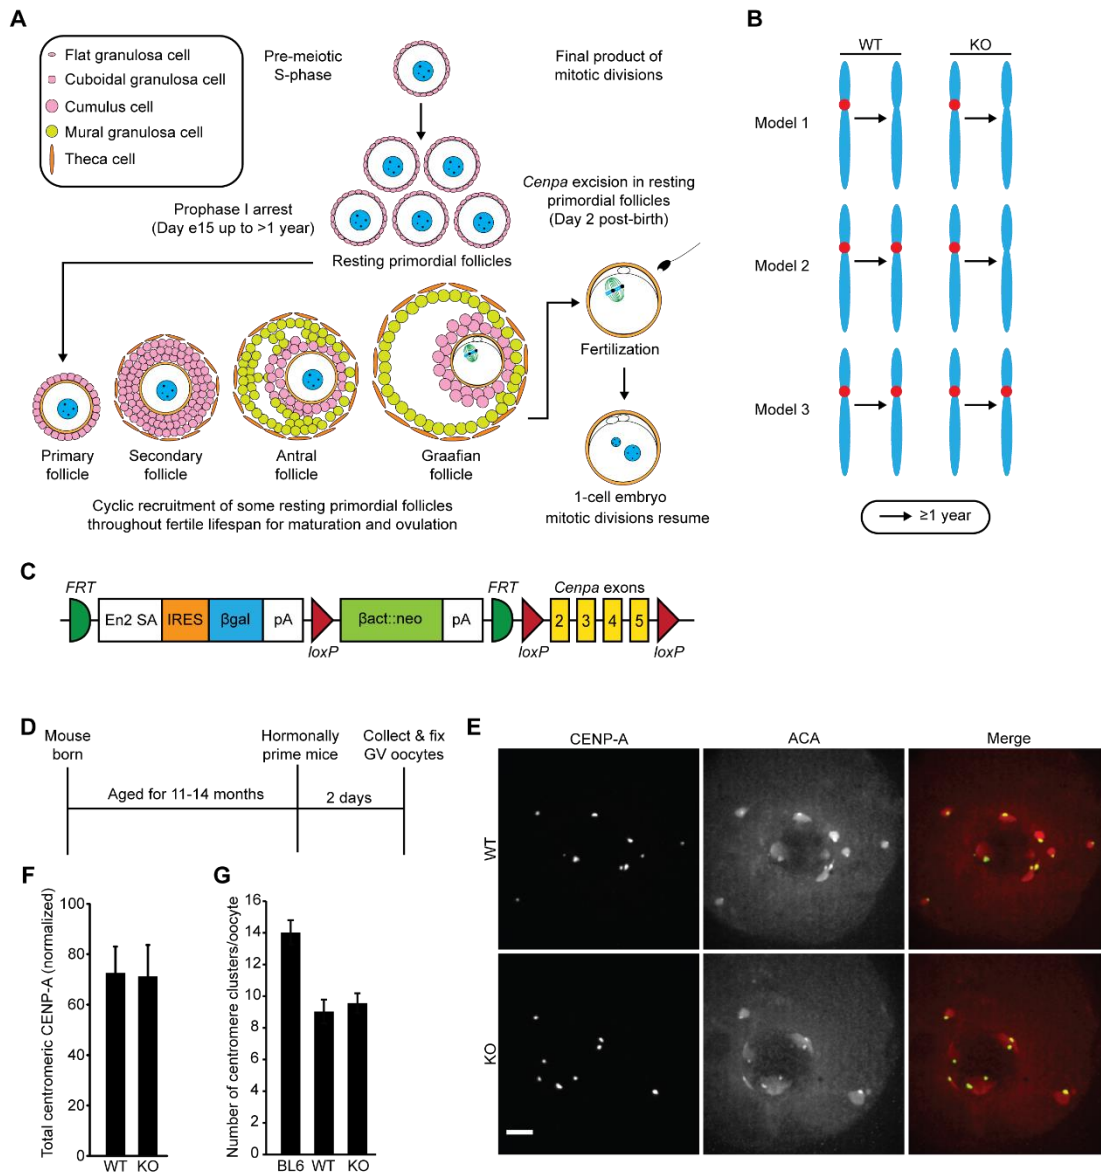 A
Flat granulosa cell
Cuboidal granulosa cell
Cumulus cell
Mural granulosa cell
Theca cell
Pre-meiotic
S-phase
Final product of
mitotic divisions
Prophase I arrest
(Day e15 up to >1 year)
Cenpa excision in resting
primordial follicles
(Day 2 post-birth)
Resting primordial follicles
Fertilization
Primary
follicle
Secondary
follicle
Antral
follicle
Graafian
follicle
1-cell embryo
mitotic divisions resume
Cyclic recruitment of some resting primordial follicles
throughout fertile lifespan for maturation and ovulation
B
WT KO
Model 1
Model 2
Model 3
≥1 year
C
FRT FRT Cenpa exons
En2 SA IRES βgal pA βact::neo pA 2 3 4 5
loxP loxP loxP
D
Mouse
born
Hormonally
prime mice
Collect & fix
GV oocytes
Aged for 11-14 months
2 days
E
CENP-A ACA Merge
WT
KO
F
Total centromeric CENP-A (normalized)
100
80
60
40
20
0
WT KO
G
Number of centromere clusters/oocyte
16
14
12
10
8
6
4
2
0
BL6 WT KO